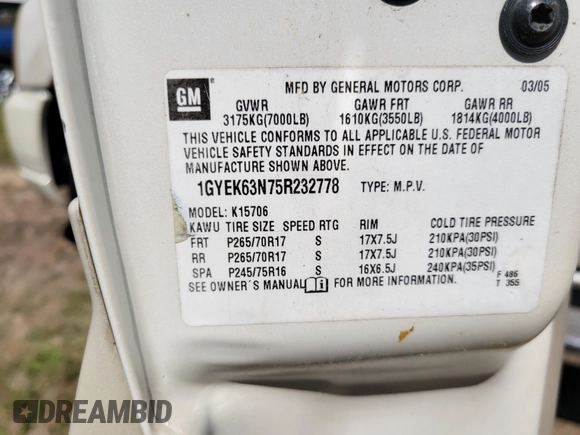 GM
MFD BY GENERAL MOTORS CORP. 03/05
GVWR GAWR FRT GAWR RR
3175KG(7000LB) 1610KG(3550LB) 1814KG(4000LB)
THIS VEHICLE CONFORMS TO ALL APPLICABLE U.S. FEDERAL MOTOR
VEHICLE SAFETY STANDARDS IN EFFECT ON THE DATE OF
MANUFACTURE SHOWN ABOVE.
1GYEK63N75R232778 TYPE: M.P.V.
MODEL: K15706
KAWU TIRE SIZE SPEED RTG RIM COLD TIRE PRESSURE
FRT P265/70R17 S 17X7.5J 210KPA(30PSI)
RR P265/70R17 S 17X7.5J 210KPA(30PSI)
SPA P245/75R16 S 16X6.5J 240KPA(35PSI)
SEE OWNER'S MANUAL i FOR MORE INFORMATION. F 486
T 355
DREAMBID